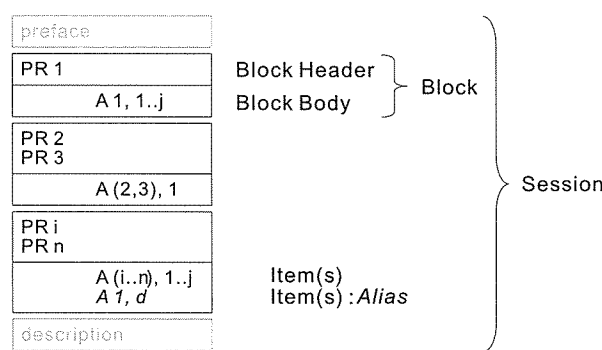 preface
PR 1 Block Header
A 1, 1..j Block Body
Block
PR 2
PR 3
A (2,3), 1
Session
PR i
PR n
A (i..n), 1..j Item(s)
A 1, d Item(s) : Alias
description